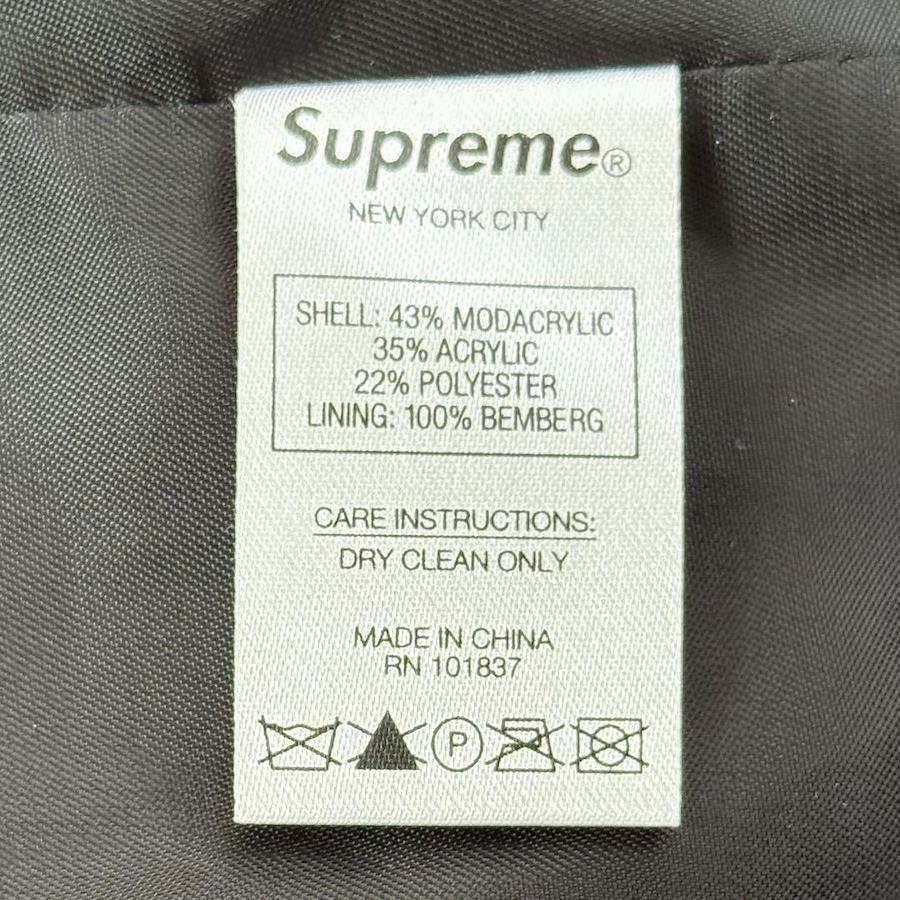 Supreme®
NEW YORK CITY
SHELL: 43% MODACRYLIC
35% ACRYLIC
22% POLYESTER
LINING: 100% BEMBERG
CARE INSTRUCTIONS:
DRY CLEAN ONLY
MADE IN CHINA
RN 101837
P